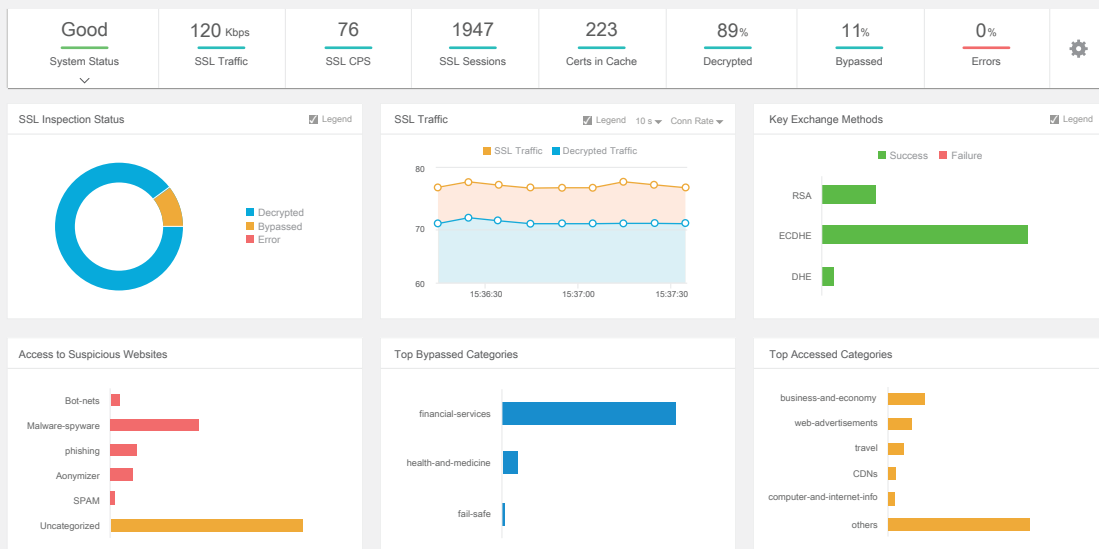 Good
System Status
120 Kbps
SSL Traffic
76
SSL CPS
1947
SSL Sessions
223
Certs in Cache
89%
Decrypted
11%
Bypassed
0%
Errors
SSL Inspection Status
Legend
Decrypted
Bypassed
Error
SSL Traffic
Legend 10 s Conn Rate
SSL Traffic Decrypted Traffic
80
70
60
15:36:30 15:37:00 15:37:30
Key Exchange Methods
Legend
Success Failure
RSA
ECDHE
DHE
Access to Suspicious Websites
Bot-nets
Malware-spyware
phishing
Aonymizer
SPAM
Uncategorized
Top Bypassed Categories
financial-services
health-and-medicine
fail-safe
Top Accessed Categories
business-and-economy
web-advertisements
travel
CDNs
computer-and-internet-info
others